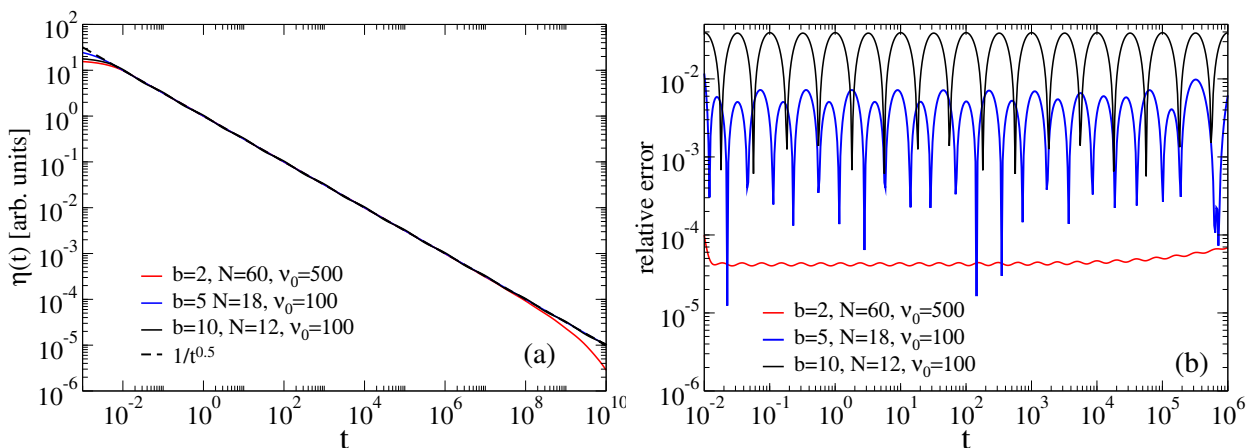 10^2
10^1
10^0
10^-1
10^-2
10^-3
10^-4
10^-5
10^-6
η(t) [arb. units]
b=2, N=60, ν₀=500
b=5 N=18, ν₀=100
b=10, N=12, ν₀=100
1/t^0.5
(a)
10^-2 10^0 10^2 10^4 10^6 10^8 10^10
t
10^-2
10^-3
10^-4
10^-5
10^-6
relative error
b=2, N=60, ν₀=500
b=5, N=18, ν₀=100
b=10, N=12, ν₀=100
(b)
10^-2 10^-1 10^0 10^1 10^2 10^3 10^4 10^5 10^6
t